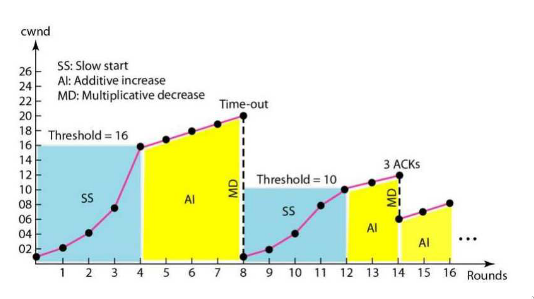 cwnd
SS: Slow start
AI: Additive increase
MD: Multiplicative decrease
26
24
22
20
18
16
14
12
10
08
06
04
02
Time-out
Threshold = 16
SS
AI
MD
Threshold = 10
3 ACKs
SS
AI
MD
AI
...
1 2 3 4 5 6 7 8 9 10 11 12 13 14 15 16 Rounds